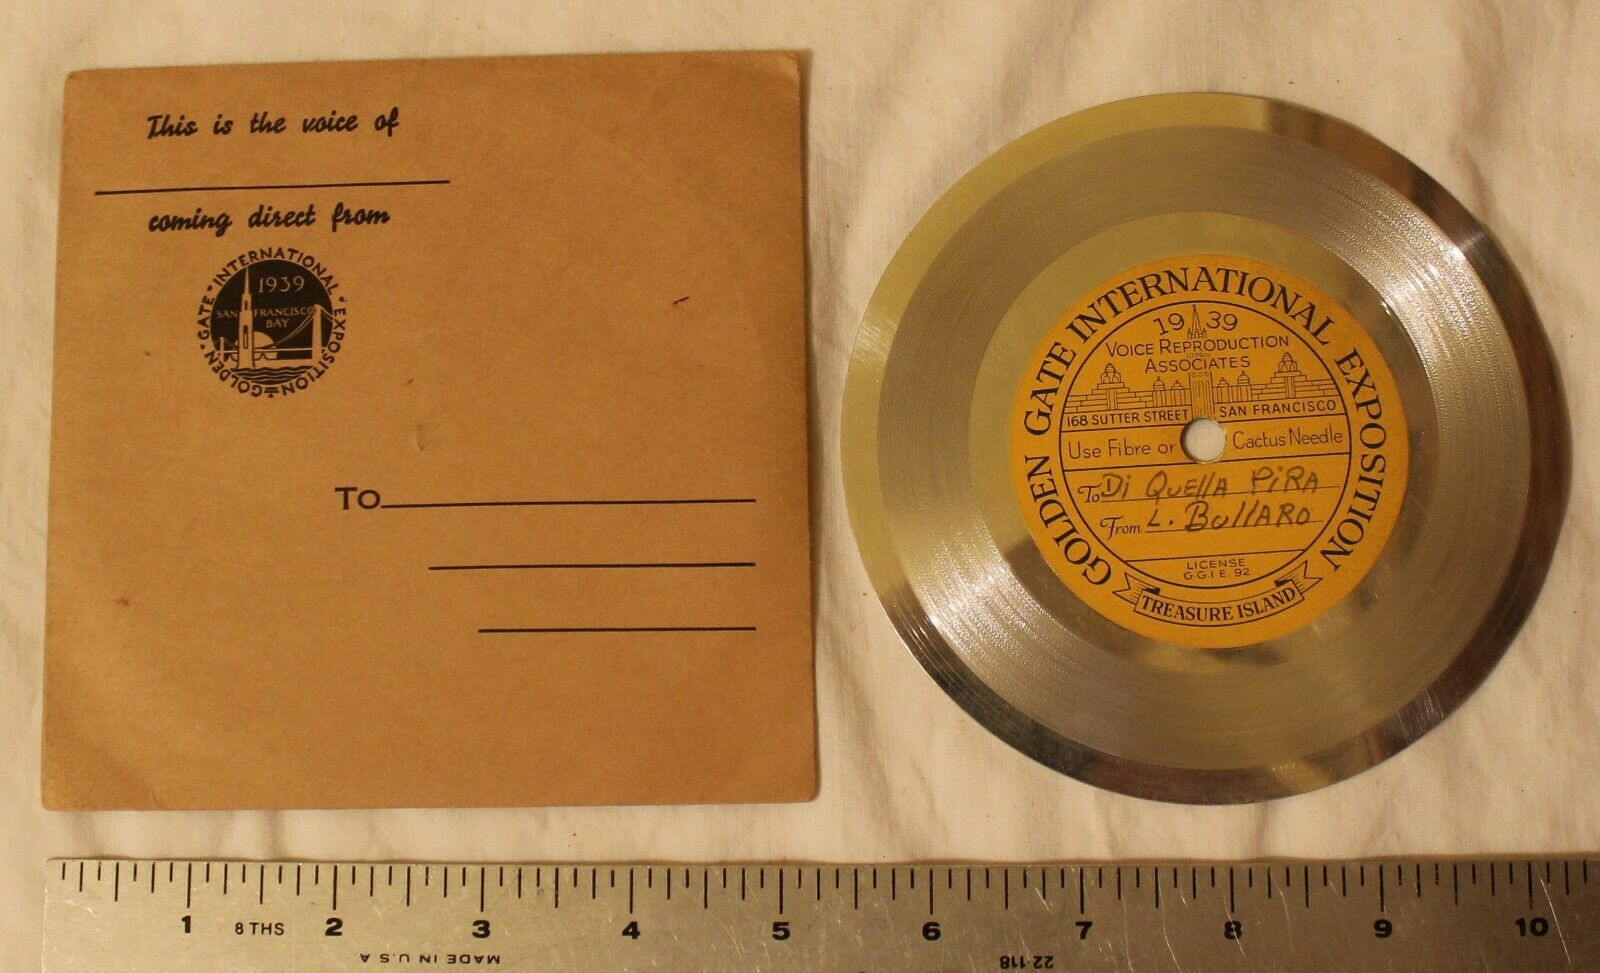 This is the voice of
coming direct from
GOLDEN · GATE · INTERNATIONAL · EXPOSITION
1939
SAN FRANCISCO
BAY
TO
GOLDEN GATE INTERNATIONAL EXPOSITION
1939
VOICE REPRODUCTION
ASSOCIATES
168 SUTTER STREET SAN FRANCISCO
Use Fibre or Cactus Needle
To Di QuEllA PiRA
From L. BullARO
LICENSE
G.G.I.E. 92
TREASURE ISLAND
1 2 3 4 5 6 7 8 9 10
8 THS
MADE IN U.S.A.
22-118